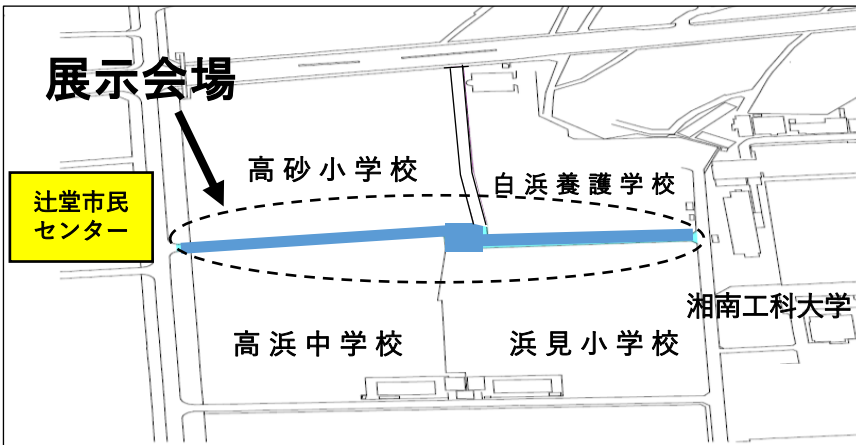 展示会場
高砂小学校
白浜養護学校
辻堂市民
センター
湘南工科大学
高浜中学校
浜見小学校